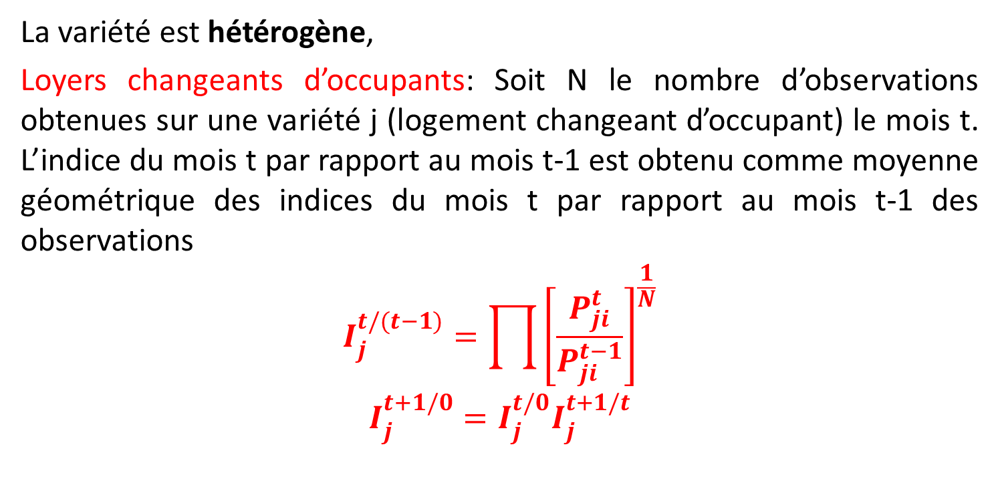 La variété est hétérogène,
Loyers changeants d’occupants: Soit N le nombre d’observations
obtenues sur une variété j (logement changeant d’occupant) le mois t.
L’indice du mois t par rapport au mois t-1 est obtenu comme moyenne
géométrique des indices du mois t par rapport au mois t-1 des
observations
$I_j^{t/(t-1)} = \prod \left[ \frac{P_{ji}^t}{P_{ji}^{t-1}} \right]^{\frac{1}{N}}$
$I_j^{t+1/0} = I_j^{t/0} I_j^{t+1/t}$